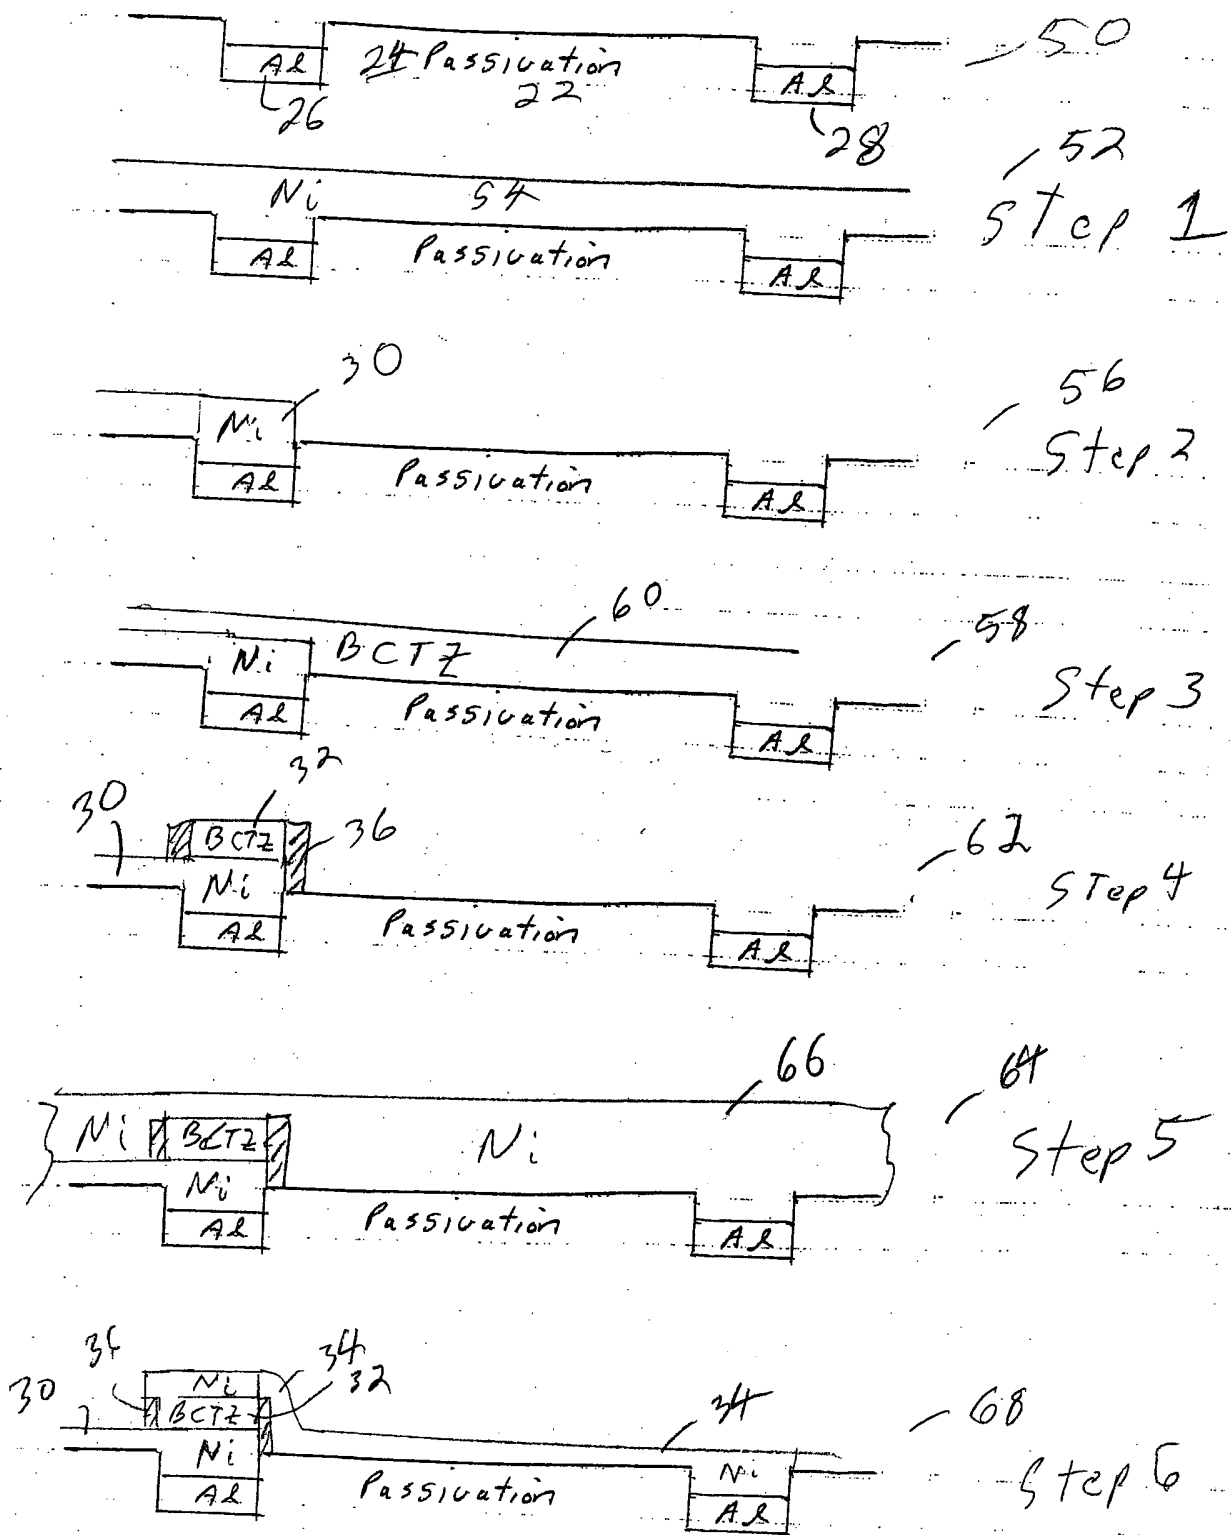 Al 24 Passivation Al 50
26 22 28
52
Ni 54 Step 1
Al Passivation Al
30 56
Ni Step 2
Al Passivation Al
60 58
Ni BCTZ Step 3
Al Passivation Al
32
30 BCTZ 36 62
Ni Step 4
Al Passivation Al
66 64
Ni BCTZ Ni Step 5
Ni
Al Passivation Al
34
30 Ni 32 34 68
BCTZ
Ni Ni Step 6
Al Passivation Al